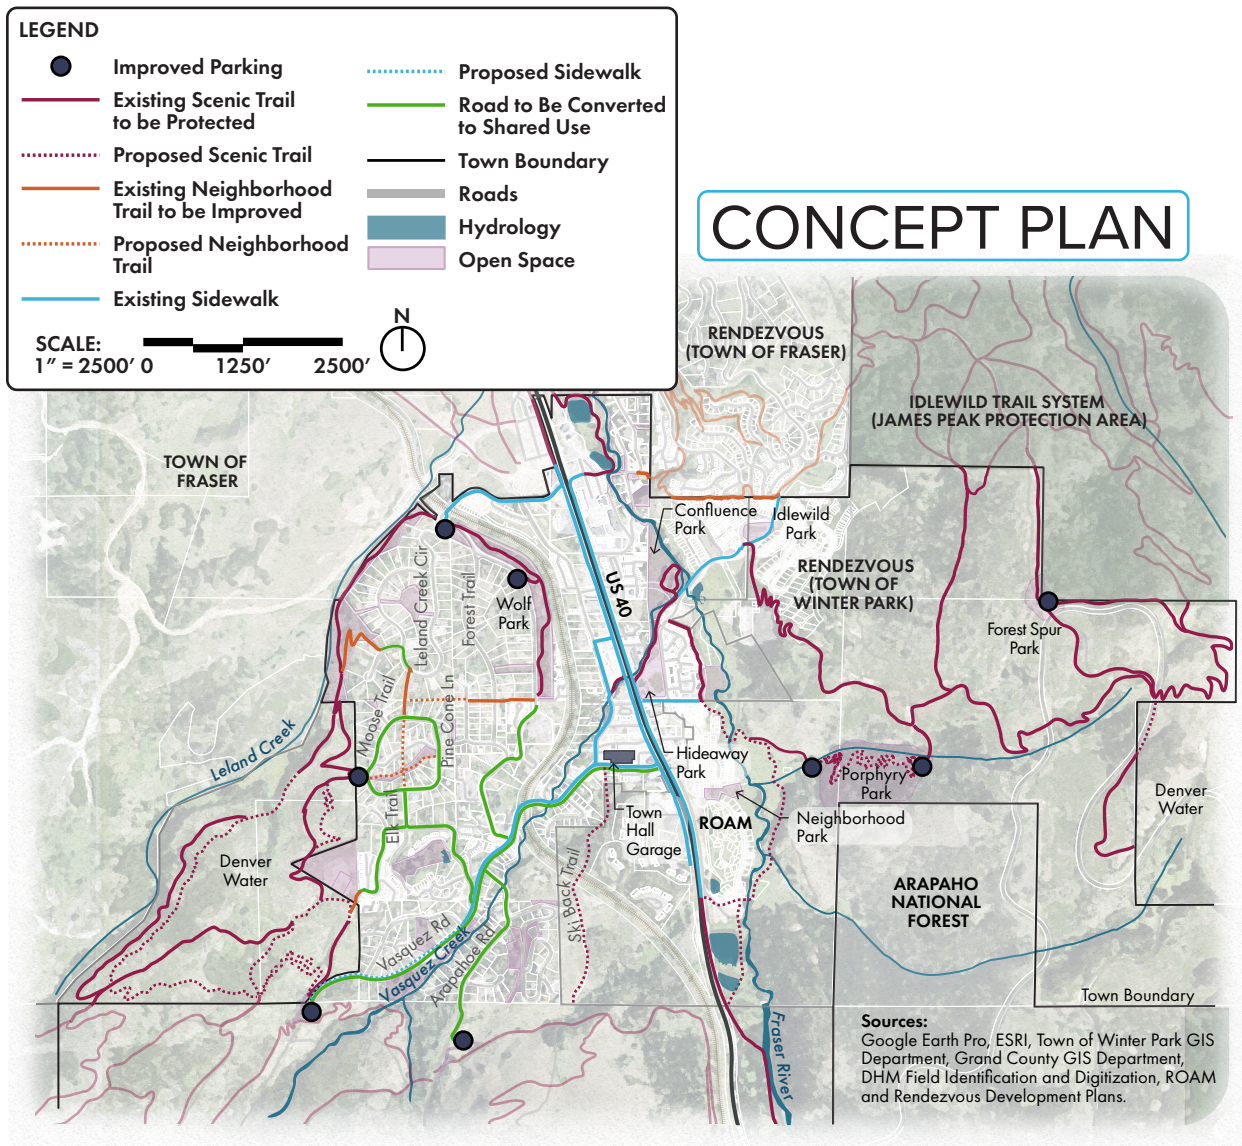 LEGEND
Improved Parking
Existing Scenic Trail
to be Protected
Proposed Scenic Trail
Existing Neighborhood
Trail to be Improved
Proposed Neighborhood
Trail
Existing Sidewalk
Proposed Sidewalk
Road to Be Converted
to Shared Use
Town Boundary
Roads
Hydrology
Open Space
SCALE:
1" = 2500' 0 1250' 2500'
N
CONCEPT PLAN
RENDEZVOUS
(TOWN OF FRASER)
IDLEWILD TRAIL SYSTEM
(JAMES PEAK PROTECTION AREA)
TOWN OF
FRASER
Confluence
Park
Idlewild
Park
RENDEZVOUS
(TOWN OF
WINTER PARK)
US 40
Leland Creek Cir
Forest Trail
Wolf
Park
Forest Spur
Park
Moose Trail
Pine Cone Ln
Leland Creek
Hideaway
Park
Porphyry
Park
Elk Trail
Town
Hall
Garage
ROAM
Neighborhood
Park
Denver
Water
Denver
Water
Ski Back Trail
ARAPAHO
NATIONAL
FOREST
Vasquez Rd
Vasquez Creek
Arapahoe Rd
Town Boundary
Fraser River
Sources:
Google Earth Pro, ESRI, Town of Winter Park GIS
Department, Grand County GIS Department,
DHM Field Identification and Digitization, ROAM
and Rendezvous Development Plans.